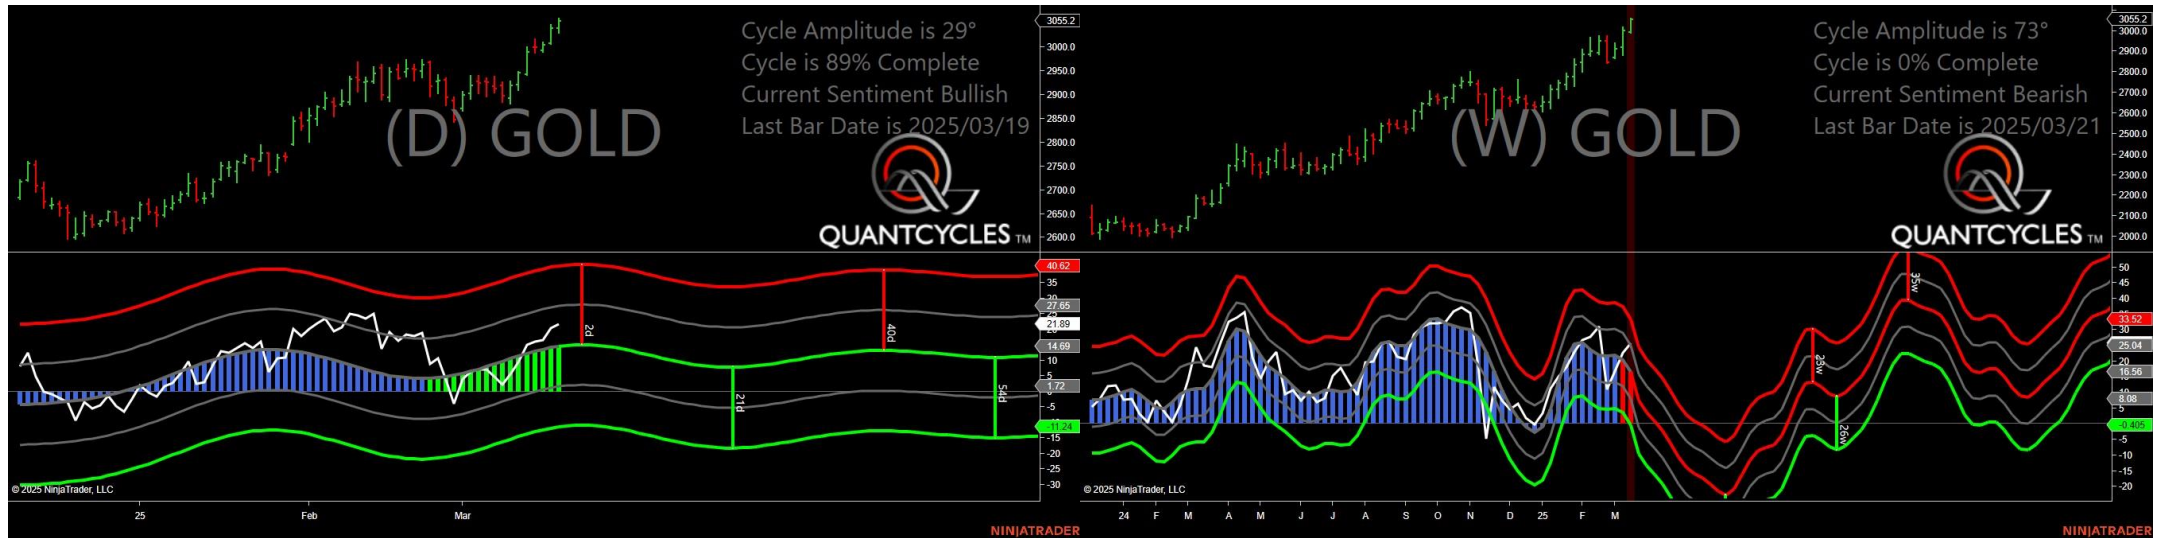 Cycle Amplitude is 29°
Cycle is 89% Complete
Current Sentiment Bullish
Last Bar Date is 2025/03/19
(D) GOLD
QUANTCYCLES TM
3055.2
3000.0
2950.0
2900.0
2850.0
2800.0
2750.0
2700.0
2650.0
2600.0
40.62
35
30
27.65
21.89
14.69
10
5
1.72
-5
-11.24
-15
-20
-25
-30
2d
21d
40d
54d
© 2025 NinjaTrader, LLC
25 Feb Mar
NINJATRADER
Cycle Amplitude is 73°
Cycle is 0% Complete
Current Sentiment Bearish
Last Bar Date is 2025/03/21
(W) GOLD
QUANTCYCLES TM
3055.2
3000.0
2900.0
2800.0
2700.0
2600.0
2500.0
2400.0
2300.0
2200.0
2100.0
2000.0
50
45
40
33.52
30
25.04
20
16.56
8.08
5
-0.405
-5
-10
-15
-20
26w
35w
© 2025 NinjaTrader, LLC
24 F M A M J J A S O N D 25 F M
NINJATRADER